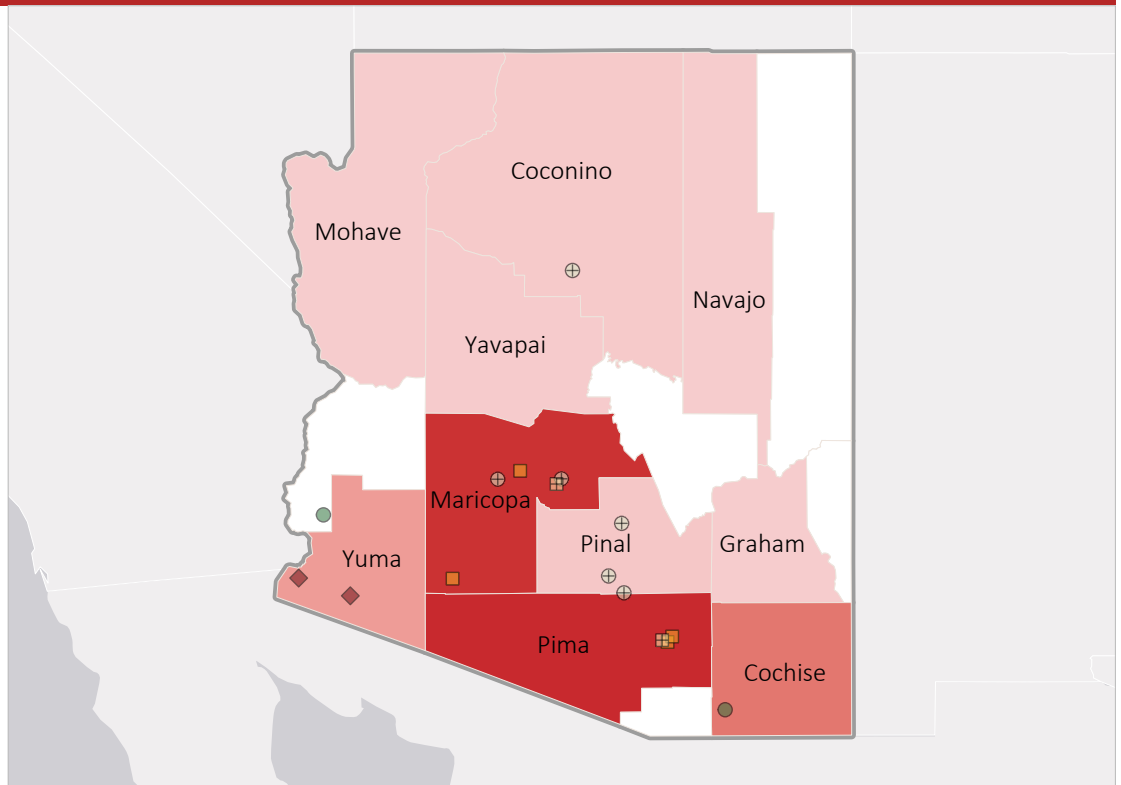 Coconino
Mohave
Navajo
Yavapai
Maricopa
Pinal
Graham
Yuma
Pima
Cochise